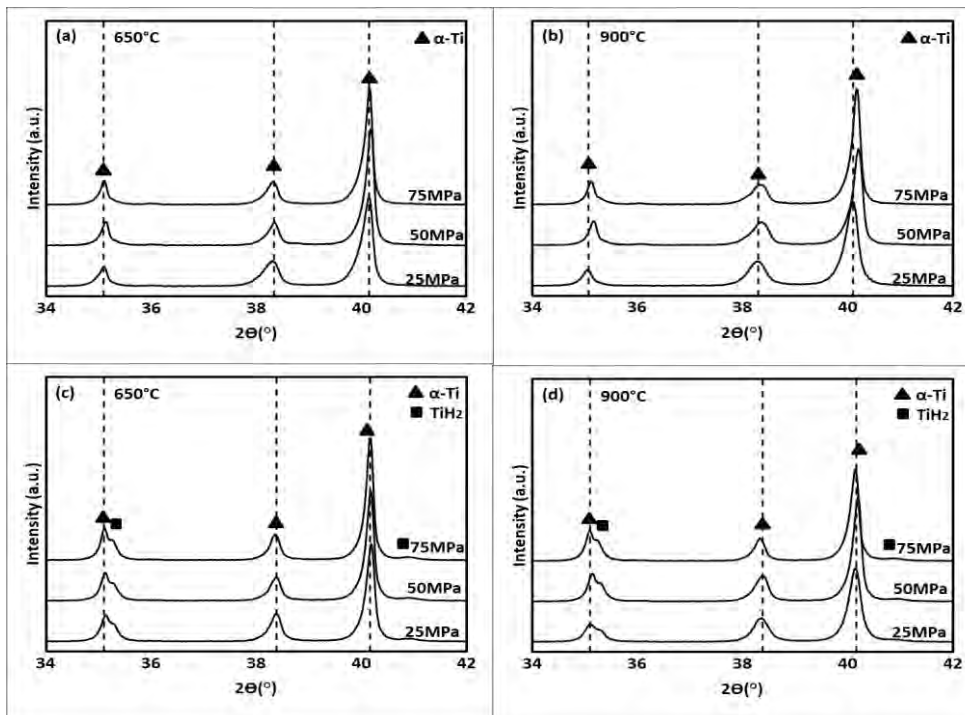 (a) 650°C ▲ α-Ti
Intensity (a.u.)
75MPa
50MPa
25MPa
34 36 38 40 42
2Θ(°)
(b) 900°C ▲ α-Ti
Intensity (a.u.)
75MPa
50MPa
25MPa
34 36 38 40 42
2Θ(°)
(c) 650°C ▲ α-Ti
■ TiH₂
Intensity (a.u.)
75MPa
50MPa
25MPa
34 36 38 40 42
2Θ(°)
(d) 900°C ▲ α-Ti
■ TiH₂
Intensity (a.u.)
75MPa
50MPa
25MPa
34 36 38 40 42
2Θ(°)